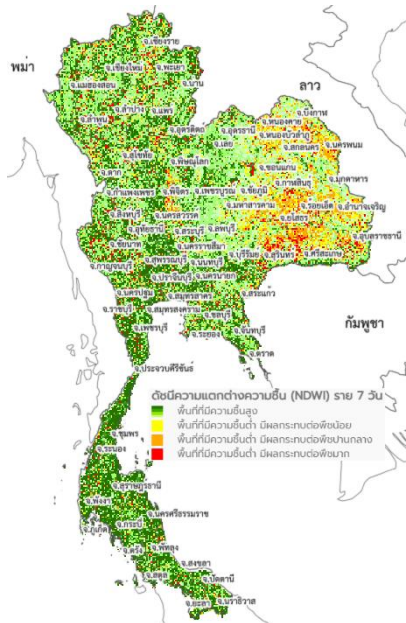 พม่า
ลาว
กัมพูชา
จ.เชียงราย
จ.เชียงใหม่
จ.พะเยา
จ.น่าน
จ.แม่ฮ่องสอน
จ.ลำปาง
จ.แพร่
จ.ลำพูน
จ.อุตรดิตถ์
จ.สุโขทัย
จ.ตาก
จ.พิษณุโลก
จ.เลย
จ.อุดรธานี
จ.บึงกาฬ
จ.หนองคาย
จ.หนองบัวลำภู
จ.สกลนคร
จ.นครพนม
จ.ขอนแก่น
จ.กาฬสินธุ์
จ.มุกดาหาร
จ.กำแพงเพชร
จ.พิจิตร
จ.เพชรบูรณ์
จ.ชัยภูมิ
จ.มหาสารคาม
จ.ร้อยเอ็ด
จ.อำนาจเจริญ
จ.ยโสธร
จ.อุบลราชธานี
จ.สิงห์บุรี
จ.นครสวรรค์
จ.อุทัยธานี
จ.สระบุรี
จ.ลพบุรี
จ.ชัยนาท
จ.นครราชสีมา
จ.บุรีรัมย์
จ.สุรินทร์
จ.ศรีสะเกษ
จ.กาญจนบุรี
จ.สุพรรณบุรี
จ.นนทบุรี
จ.ปราจีนบุรี
จ.นครนายก
จ.สระแก้ว
จ.นครปฐม
จ.ราชบุรี
จ.สมุทรสาคร
จ.สมุทรสงคราม
จ.ชลบุรี
จ.เพชรบุรี
จ.ระยอง
จ.จันทบุรี
จ.ตราด
จ.ประจวบคีรีขันธ์
ดัชนีความแตกต่างความชื้น (NDWI) ราย 7 วัน
พื้นที่ที่มีความชื้นสูง
พื้นที่ที่มีความชื้นต่ำ มีผลกระทบต่อพืชน้อย
พื้นที่ที่มีความชื้นต่ำ มีผลกระทบต่อพืชปานกลาง
พื้นที่ที่มีความชื้นต่ำ มีผลกระทบต่อพืชมาก
จ.ชุมพร
จ.ระนอง
จ.สุราษฎร์ธานี
จ.พังงา
จ.นครศรีธรรมราช
จ.ภูเก็ต
จ.กระบี่
จ.ตรัง
จ.พัทลุง
จ.สงขลา
จ.สตูล
จ.ปัตตานี
จ.ยะลา
จ.นราธิวาส